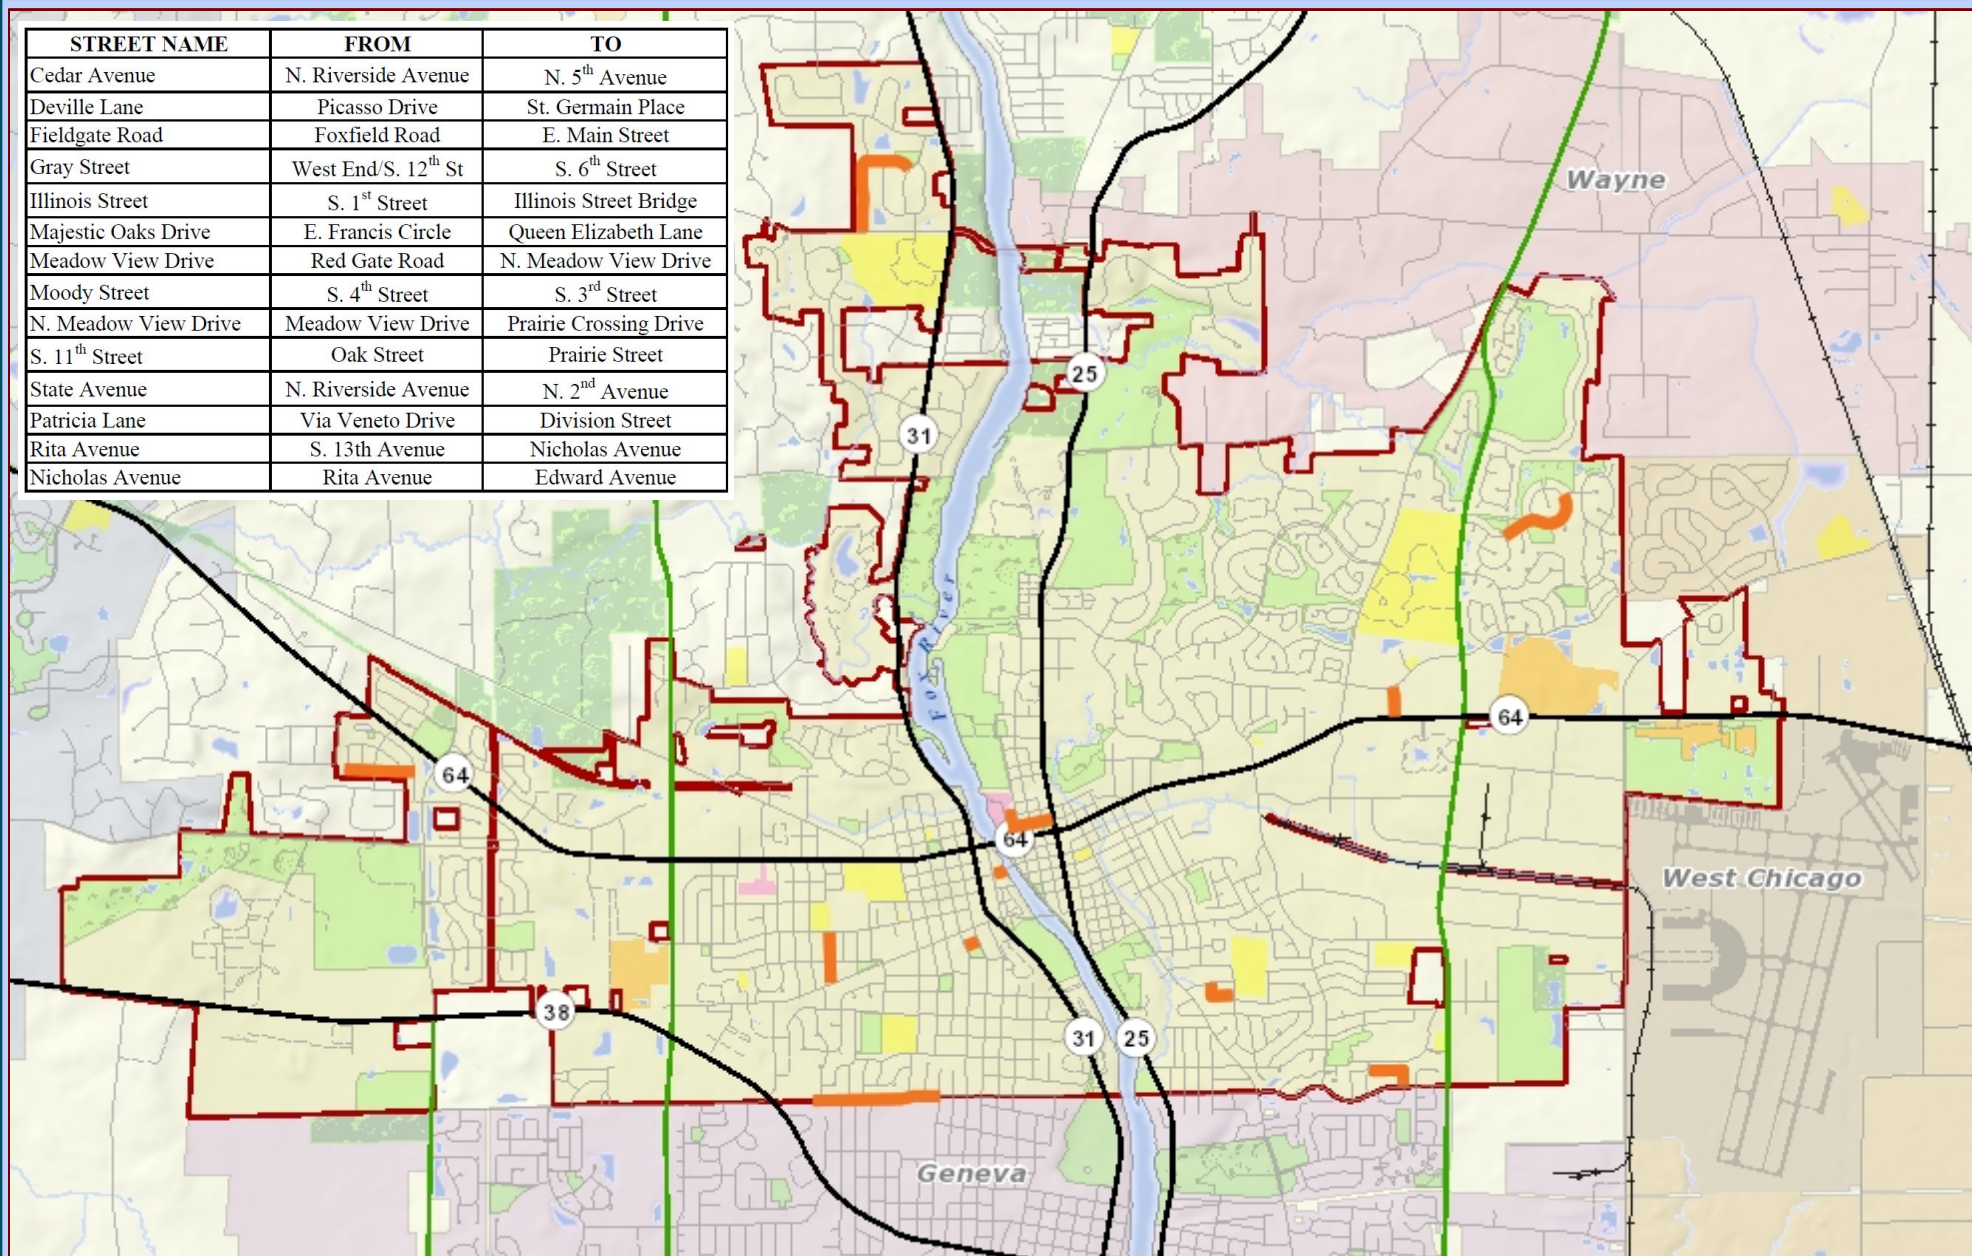 STREET NAME FROM TO
Cedar Avenue N. Riverside Avenue N. 5th Avenue
Deville Lane Picasso Drive St. Germain Place
Fieldgate Road Foxfield Road E. Main Street
Gray Street West End/S. 12th St S. 6th Street
Illinois Street S. 1st Street Illinois Street Bridge
Majestic Oaks Drive E. Francis Circle Queen Elizabeth Lane
Meadow View Drive Red Gate Road N. Meadow View Drive
Moody Street S. 4th Street S. 3rd Street
N. Meadow View Drive Meadow View Drive Prairie Crossing Drive
S. 11th Street Oak Street Prairie Street
State Avenue N. Riverside Avenue N. 2nd Avenue
Patricia Lane Via Veneto Drive Division Street
Rita Avenue S. 13th Avenue Nicholas Avenue
Nicholas Avenue Rita Avenue Edward Avenue
Wayne
25
31
Fox River
64
64
64
West Chicago
38
31
25
Geneva